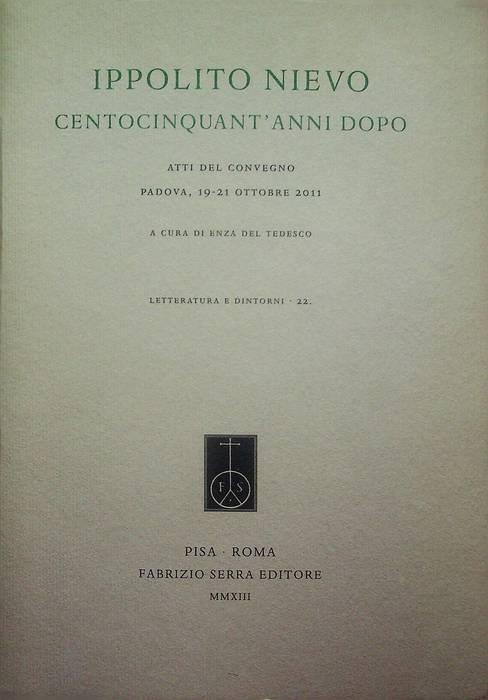 IPPOLITO NIEVO
CENTOCINQUANT'ANNI DOPO
ATTI DEL CONVEGNO
PADOVA, 19-21 OTTOBRE 2011
A CURA DI ENZA DEL TEDESCO
LETTERATURA E DINTORNI · 22.
F S
PISA · ROMA
FABRIZIO SERRA EDITORE
MMXIII